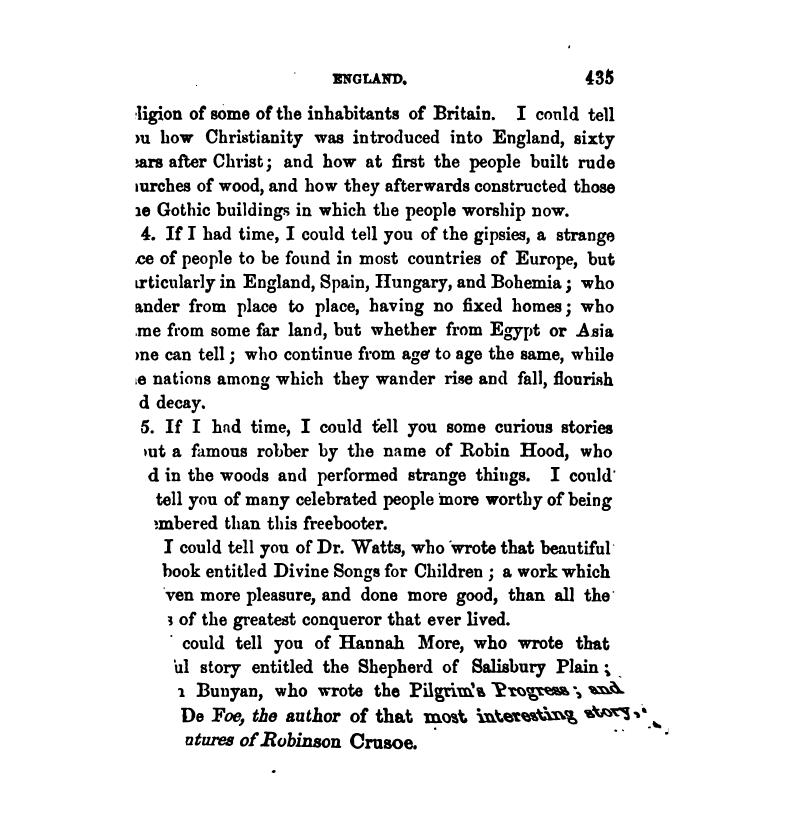 ENGLAND. 435
ligion of some of the inhabitants of Britain. I could tell
ou how Christianity was introduced into England, sixty
ears after Christ; and how at first the people built rude
urches of wood, and how they afterwards constructed those
ne Gothic buildings in which the people worship now.
4. If I had time, I could tell you of the gipsies, a strange
ce of people to be found in most countries of Europe, but
rticularly in England, Spain, Hungary, and Bohemia; who
ander from place to place, having no fixed homes; who
me from some far land, but whether from Egypt or Asia
one can tell; who continue from age to age the same, while
e nations among which they wander rise and fall, flourish
d decay.
5. If I had time, I could tell you some curious stories
out a famous robber by the name of Robin Hood, who
d in the woods and performed strange things. I could
tell you of many celebrated people more worthy of being
embered than this freebooter.
I could tell you of Dr. Watts, who wrote that beautiful
book entitled Divine Songs for Children; a work which
ven more pleasure, and done more good, than all the
s of the greatest conqueror that ever lived.
could tell you of Hannah More, who wrote that
ul story entitled the Shepherd of Salisbury Plain;
n Bunyan, who wrote the Pilgrim's Progress; and
De Foe, the author of that most interesting story,
ntures of Robinson Crusoe.